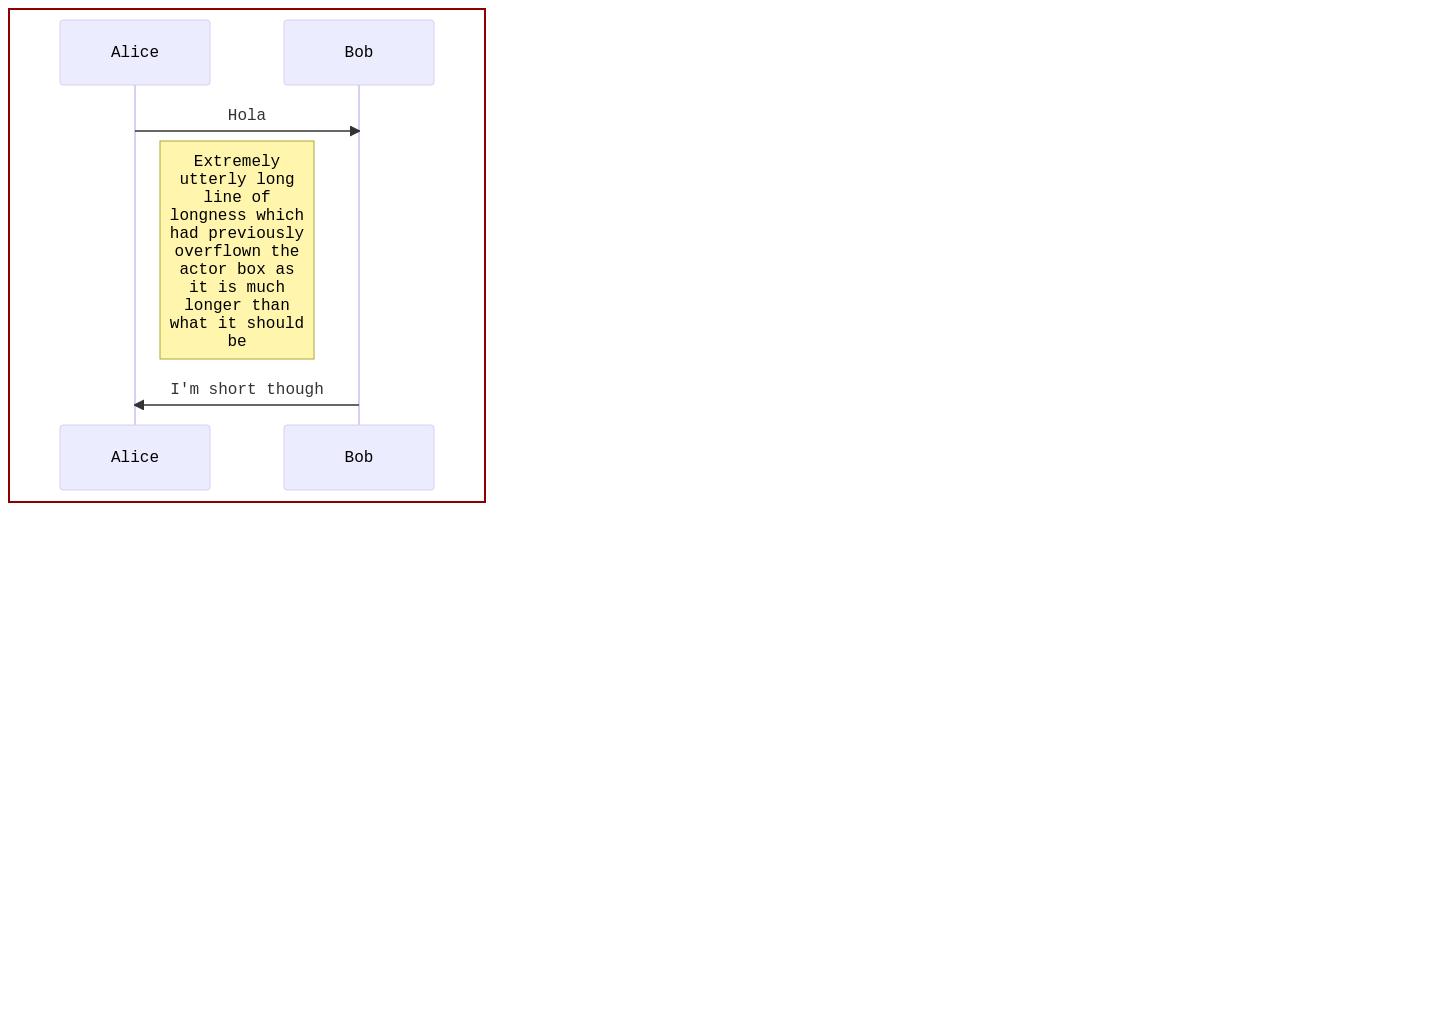 Alice
Bob
Hola
Extremely
utterly long
line of
longness which
had previously
overflown the
actor box as
it is much
longer than
what it should
be
I'm short though
Alice
Bob